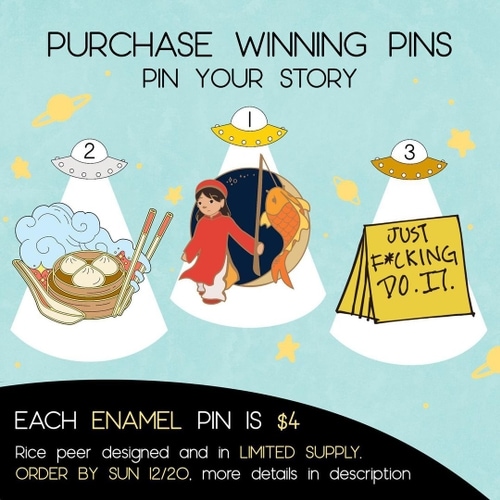 PURCHASE WINNING PINS
PIN YOUR STORY
1
2
3
JUST
F*CKING
DO.IT.
EACH ENAMEL PIN IS $4
Rice peer designed and in LIMITED SUPPLY.
ORDER BY SUN 12/20, more details in description